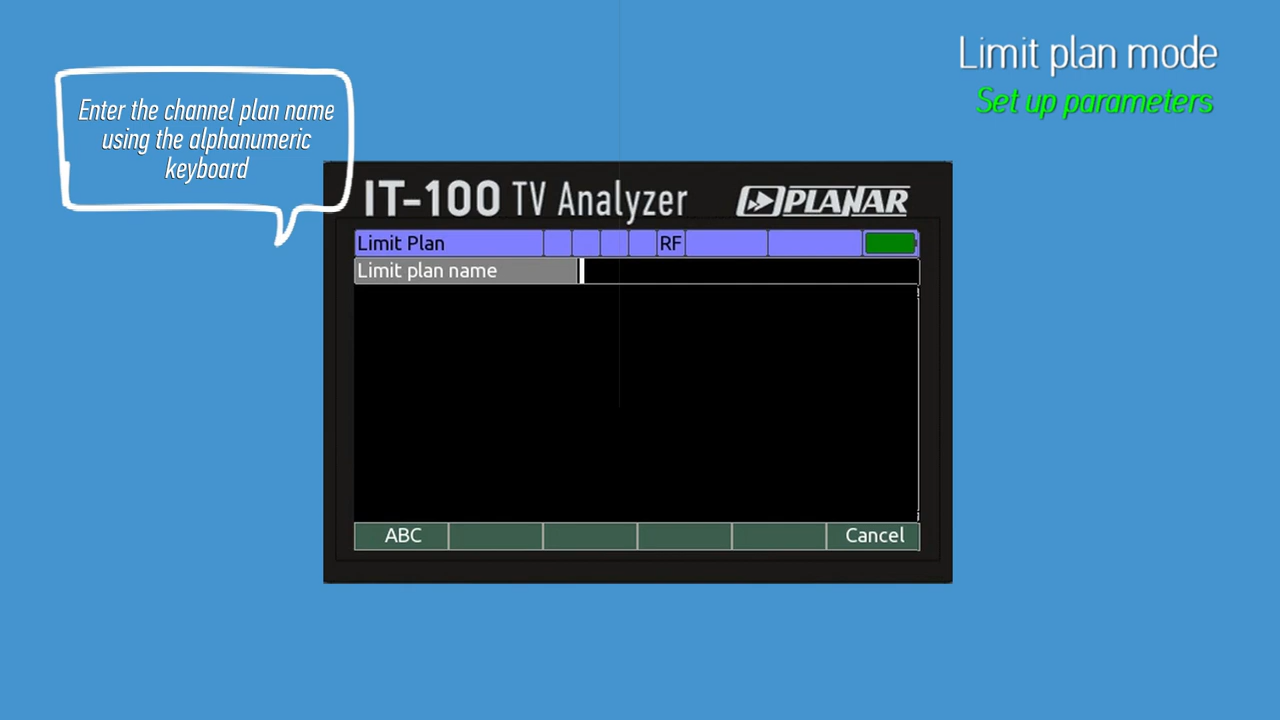 Limit plan mode
Set up parameters
Enter the channel plan name
using the alphanumeric
keyboard
IT-100 TV Analyzer PLANAR
Limit Plan RF
Limit plan name
ABC Cancel